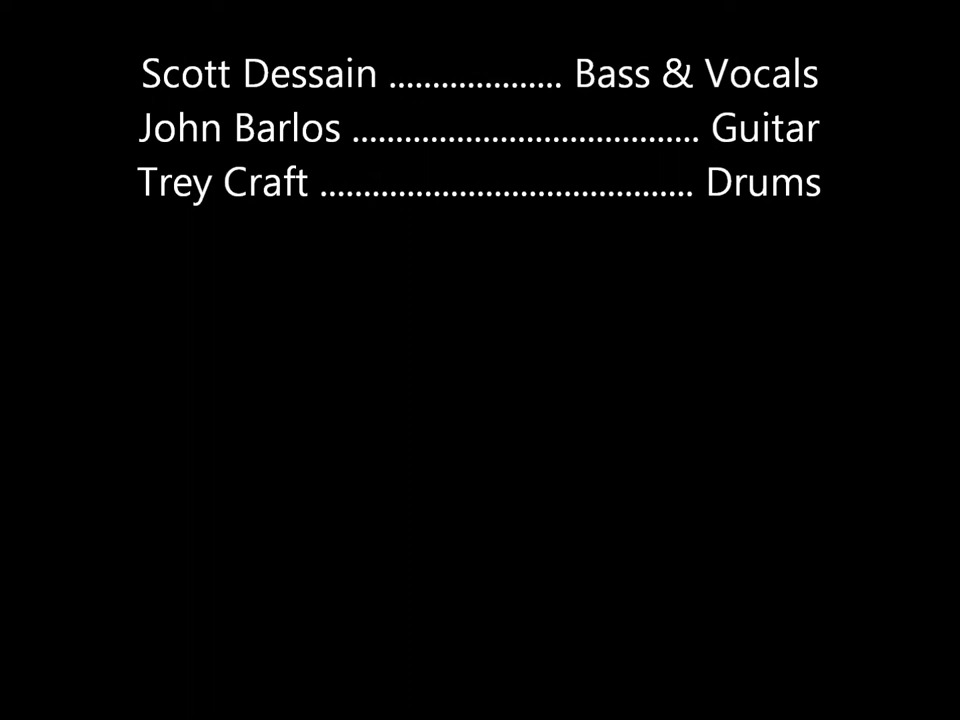 Scott Dessain .................... Bass & Vocals
John Barlos ........................................ Guitar
Trey Craft ........................................... Drums